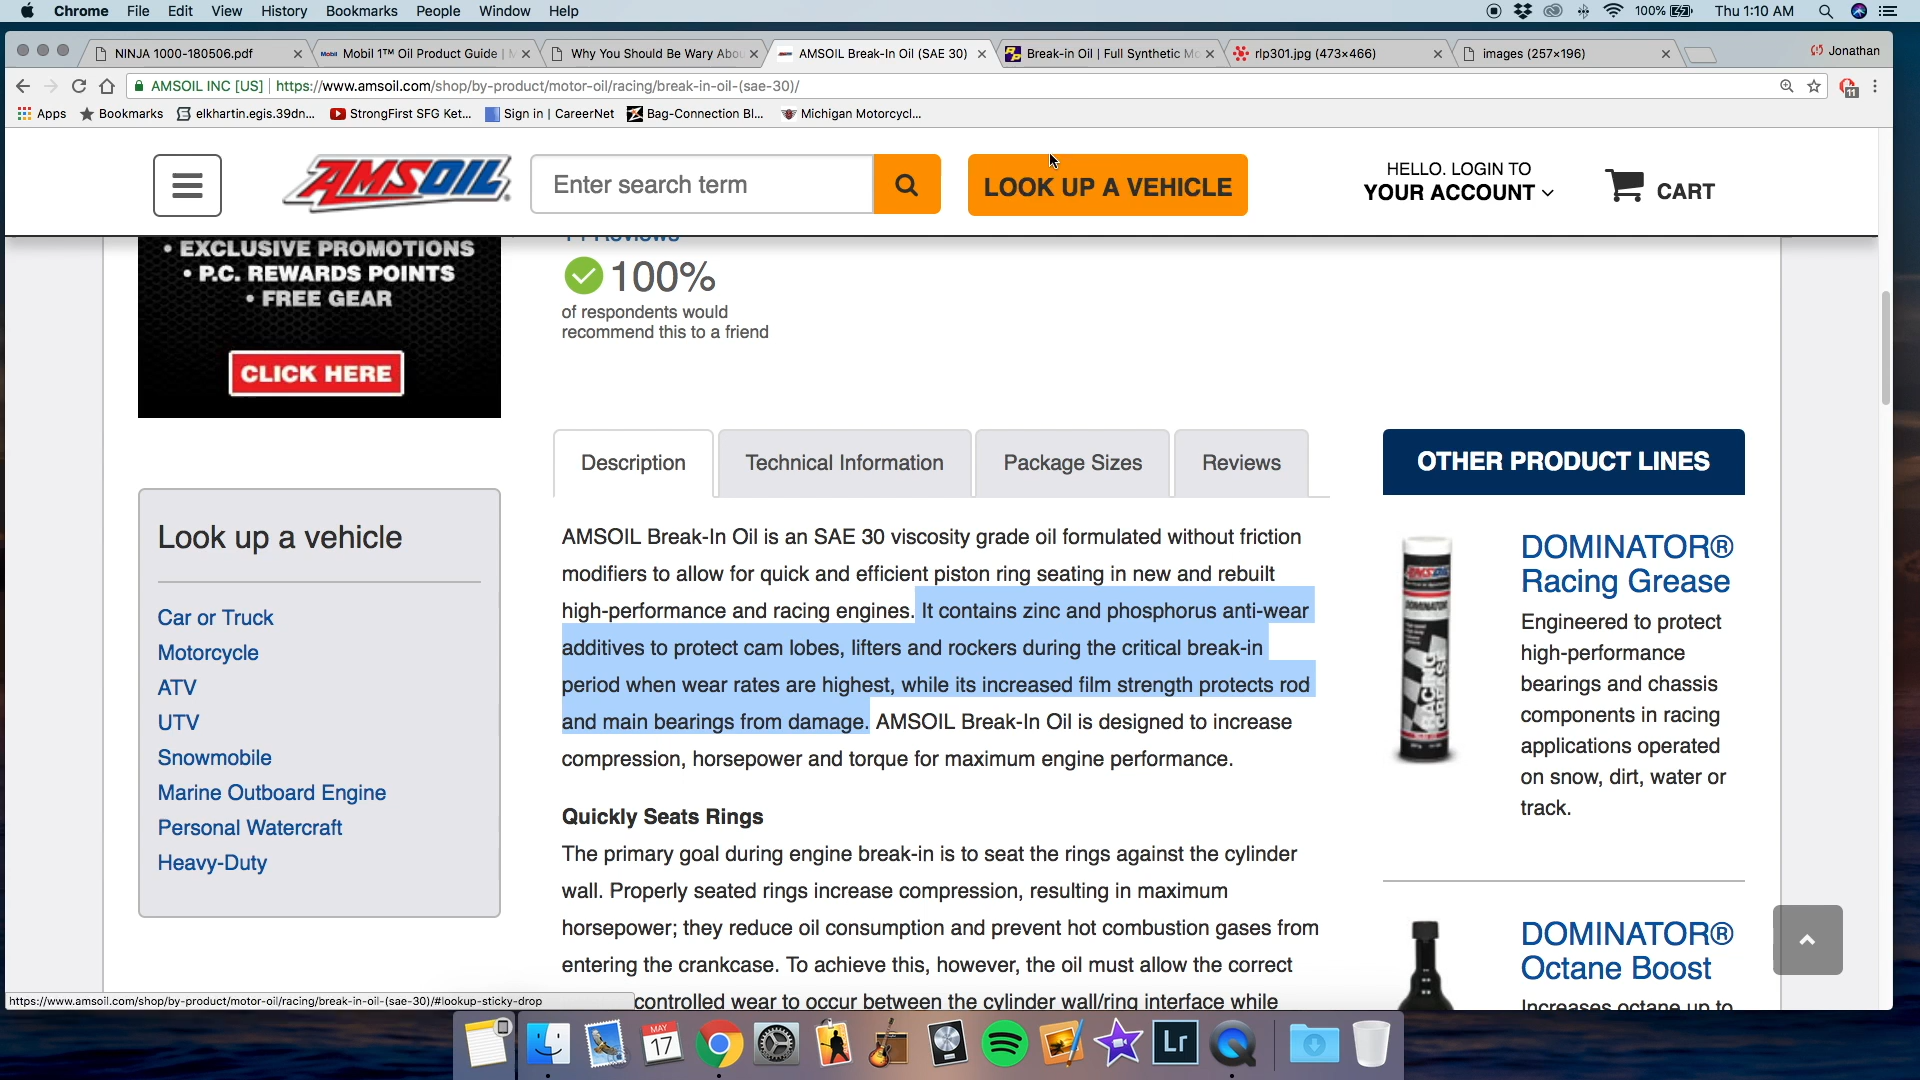 Chrome File Edit View History Bookmarks People Window Help
100% Thu 1:10 AM
NINJA 1000-180506.pdf
Mobil 1™ Oil Product Guide
Why You Should Be Wary Abou
AMSOIL Break-In Oil (SAE 30)
Break-in Oil | Full Synthetic Mo
rlp301.jpg (473×466)
images (257×196)
Jonathan
AMSOIL INC [US] https://www.amsoil.com/shop/by-product/motor-oil/racing/break-in-oil-(sae-30)/
11
Apps Bookmarks elkhartin.egis.39dn... StrongFirst SFG Ket... Sign in | CareerNet Bag-Connection Bl... Michigan Motorcycl...
AMSOIL
Enter search term
LOOK UP A VEHICLE
HELLO. LOGIN TO
YOUR ACCOUNT
CART
• EXCLUSIVE PROMOTIONS
• P.C. REWARDS POINTS
• FREE GEAR
CLICK HERE
100%
of respondents would
recommend this to a friend
Description
Technical Information
Package Sizes
Reviews
AMSOIL Break-In Oil is an SAE 30 viscosity grade oil formulated without friction
modifiers to allow for quick and efficient piston ring seating in new and rebuilt
high-performance and racing engines. It contains zinc and phosphorus anti-wear
additives to protect cam lobes, lifters and rockers during the critical break-in
period when wear rates are highest, while its increased film strength protects rod
and main bearings from damage. AMSOIL Break-In Oil is designed to increase
compression, horsepower and torque for maximum engine performance.
Quickly Seats Rings
The primary goal during engine break-in is to seat the rings against the cylinder
wall. Properly seated rings increase compression, resulting in maximum
horsepower; they reduce oil consumption and prevent hot combustion gases from
entering the crankcase. To achieve this, however, the oil must allow the correct
controlled wear to occur between the cylinder wall/ring interface while
Look up a vehicle
Car or Truck
Motorcycle
ATV
UTV
Snowmobile
Marine Outboard Engine
Personal Watercraft
Heavy-Duty
OTHER PRODUCT LINES
DOMINATOR®
Racing Grease
Engineered to protect
high-performance
bearings and chassis
components in racing
applications operated
on snow, dirt, water or
track.
DOMINATOR®
Octane Boost
Increases octane up to
https://www.amsoil.com/shop/by-product/motor-oil/racing/break-in-oil-(sae-30)/#lookup-sticky-drop
MAY
17
Lr